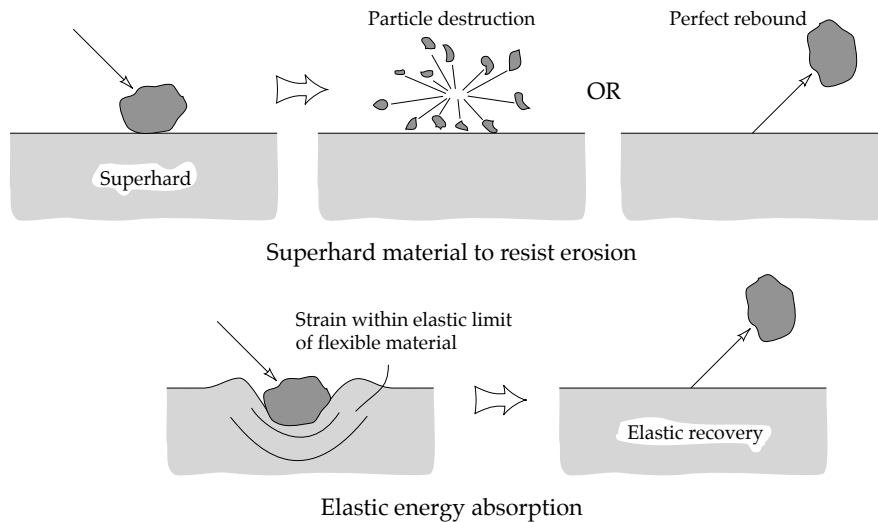 Particle destruction
Perfect rebound
OR
Superhard
Superhard material to resist erosion
Strain within elastic limit
of flexible material
Elastic recovery
Elastic energy absorption